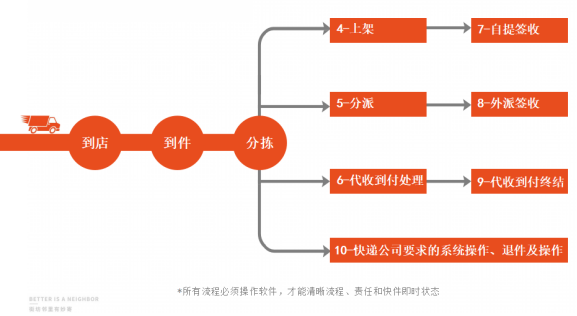 到店
到件
分拣
4-上架
7-自提签收
5-分派
8-外派签收
6-代收到付处理
9-代收到付终结
10-快递公司要求的系统操作、退件及操作
*所有流程必须操作软件，才能清晰流程、责任和快件即时状态
BETTER IS A NEIGHBOR